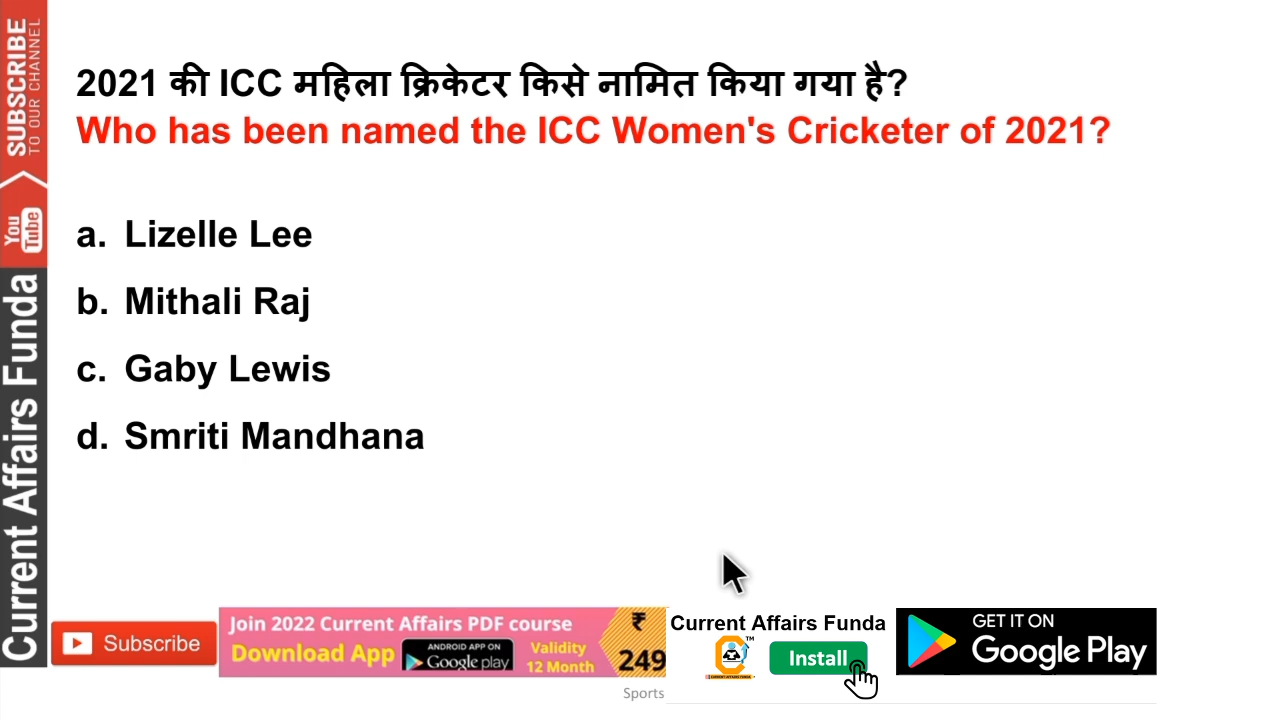 2021 की ICC महिला क्रिकेटर किसे नामित किया गया है?
Who has been named the ICC Women's Cricketer of 2021?
a. Lizelle Lee
b. Mithali Raj
c. Gaby Lewis
d. Smriti Mandhana
SUBSCRIBE
TO OUR CHANNEL
You
Tube
Current Affairs Funda
Subscribe
Join 2022 Current Affairs PDF course
Download App
ANDROID APP ON
Google play
Validity
12 Month
₹
249
Current Affairs Funda
TM
Install
GET IT ON
Google Play
Sports